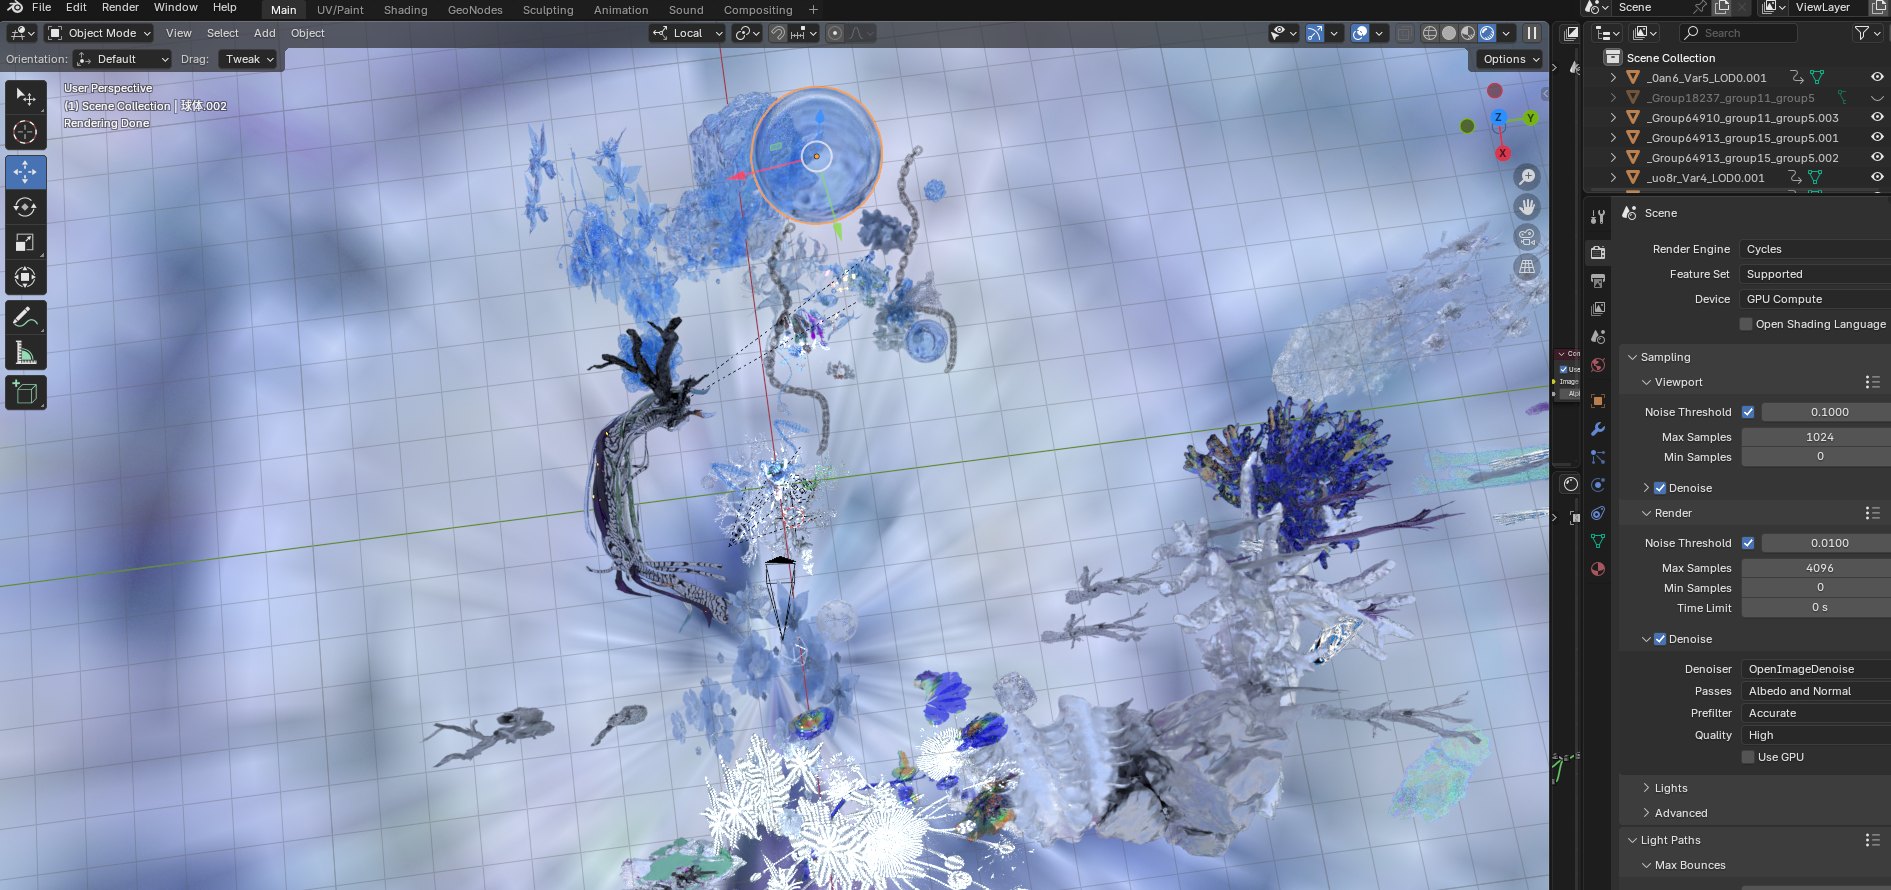 File Edit Render Window Help Main UV/Paint Shading GeoNodes Sculpting Animation Sound Compositing + Scene ViewLayer
Object Mode View Select Add Object Local Search
Orientation: Default Drag: Tweak Options
User Perspective
(1) Scene Collection | 球体.002
Rendering Done
Z
Y
X
Use
Image
Scene Collection
_0an6_Var5_LOD0.001
_Group18237_group11_group5
_Group64910_group11_group5.003
_Group64913_group15_group5.001
_Group64913_group15_group5.002
_uo8r_Var4_LOD0.001
Scene
Render Engine Cycles
Feature Set Supported
Device GPU Compute
Open Shading Language
Sampling
Viewport
Noise Threshold 0.1000
Max Samples 1024
Min Samples 0
Denoise
Render
Noise Threshold 0.0100
Max Samples 4096
Min Samples 0
Time Limit 0 s
Denoise
Denoiser OpenImageDenoise
Passes Albedo and Normal
Prefilter Accurate
Quality High
Use GPU
Lights
Advanced
Light Paths
Max Bounces